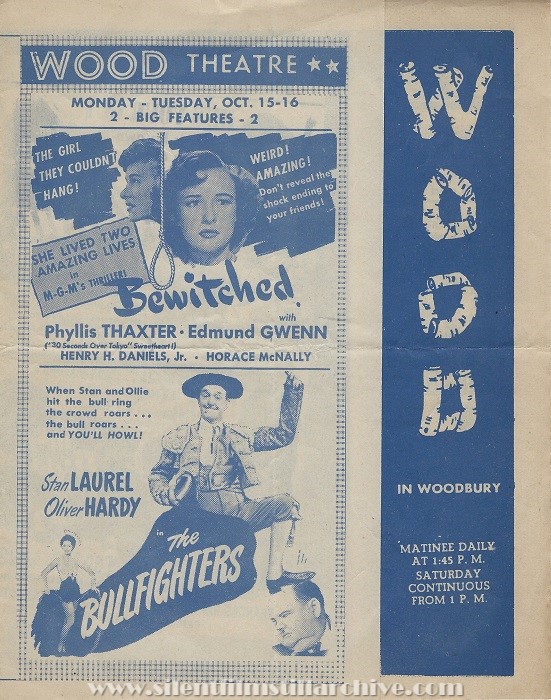 WOOD THEATRE
MONDAY - TUESDAY, OCT. 15-16
2 - BIG FEATURES - 2
THE GIRL
THEY COULDN'T
HANG!
WEIRD!
AMAZING!
Don't reveal the
shock ending to
your friends!
SHE LIVED TWO
AMAZING LIVES
in
M-G-M's THRILLER!
Bewitched
with
Phyllis THAXTER · Edmund GWENN
("30 Seconds Over Tokyo" Sweetheart!)
HENRY H. DANIELS, Jr. · HORACE McNALLY
When Stan and Ollie
hit the bull ring
the crowd roars . . .
the bull roars . . .
and YOU'LL HOWL!
Stan LAUREL
Oliver HARDY
in The
BULLFIGHTERS
WOOD
IN WOODBURY
MATINEE DAILY
AT 1:45 P. M.
SATURDAY
CONTINUOUS
FROM 1 P. M.
www.silentfilmstillarchive.com